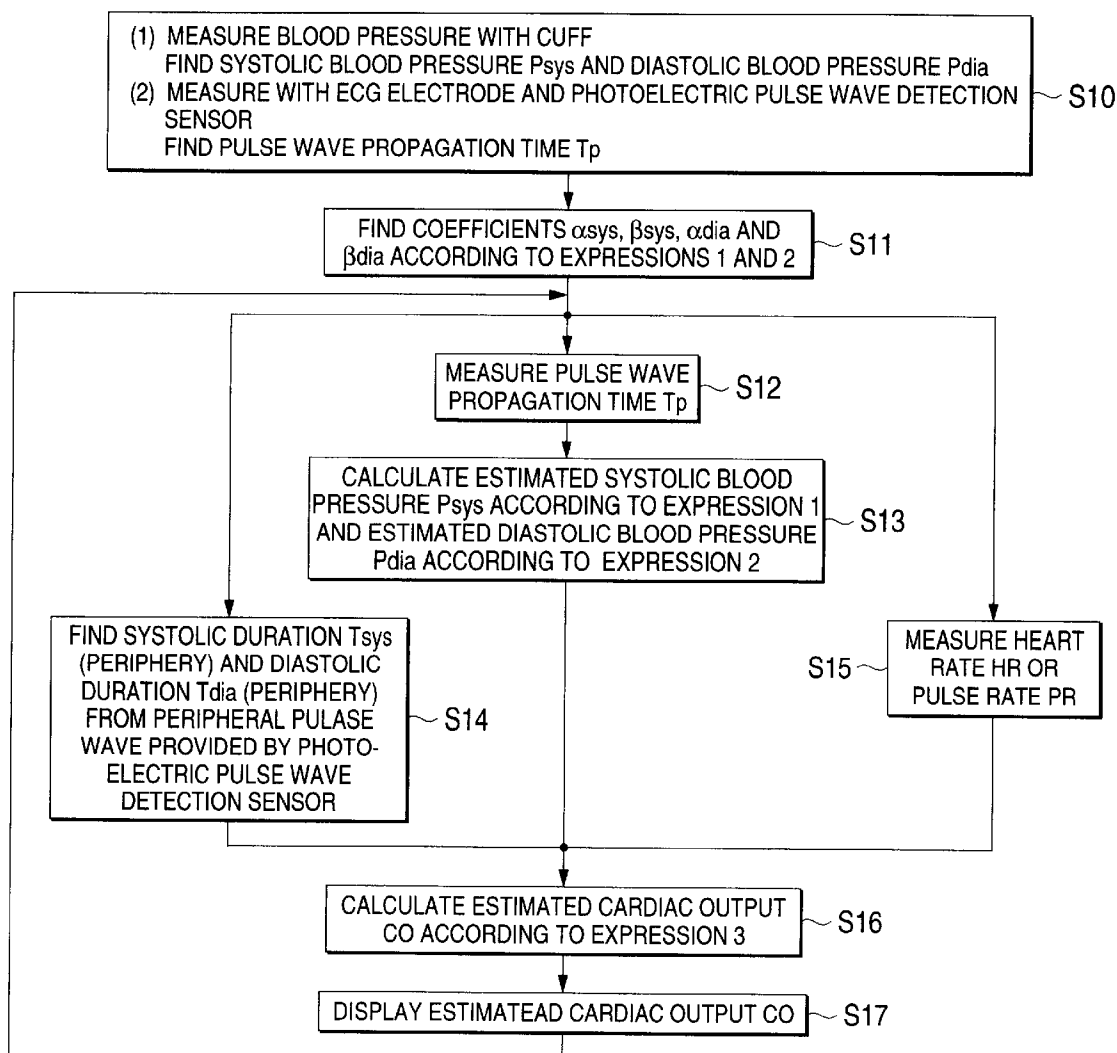 (1) MEASURE BLOOD PRESSURE WITH CUFF
FIND SYSTOLIC BLOOD PRESSURE Psys AND DIASTOLIC BLOOD PRESSURE Pdia
(2) MEASURE WITH ECG ELECTRODE AND PHOTOELECTRIC PULSE WAVE DETECTION
SENSOR
FIND PULSE WAVE PROPAGATION TIME Tp
S10
FIND COEFFICIENTS αsys, βsys, αdia AND
βdia ACCORDING TO EXPRESSIONS 1 AND 2
S11
MEASURE PULSE WAVE
PROPAGATION TIME Tp
S12
CALCULATE ESTIMATED SYSTOLIC BLOOD
PRESSURE Psys ACCORDING TO EXPRESSION 1
AND ESTIMATED DIASTOLIC BLOOD PRESSURE
Pdia ACCORDING TO EXPRESSION 2
S13
FIND SYSTOLIC DURATION Tsys
(PERIPHERY) AND DIASTOLIC
DURATION Tdia (PERIPHERY)
FROM PERIPHERAL PULASE
WAVE PROVIDED BY PHOTO-
ELECTRIC PULSE WAVE
DETECTION SENSOR
S14
MEASURE HEART
RATE HR OR
PULSE RATE PR
S15
CALCULATE ESTIMATED CARDIAC OUTPUT
CO ACCORDING TO EXPRESSION 3
S16
DISPLAY ESTIMATEAD CARDIAC OUTPUT CO
S17